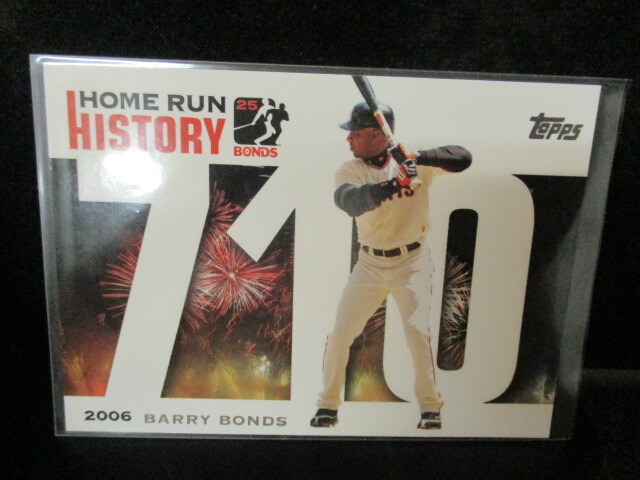 HOME RUN
HISTORY
25
BONDS
Topps
710
2006 BARRY BONDS